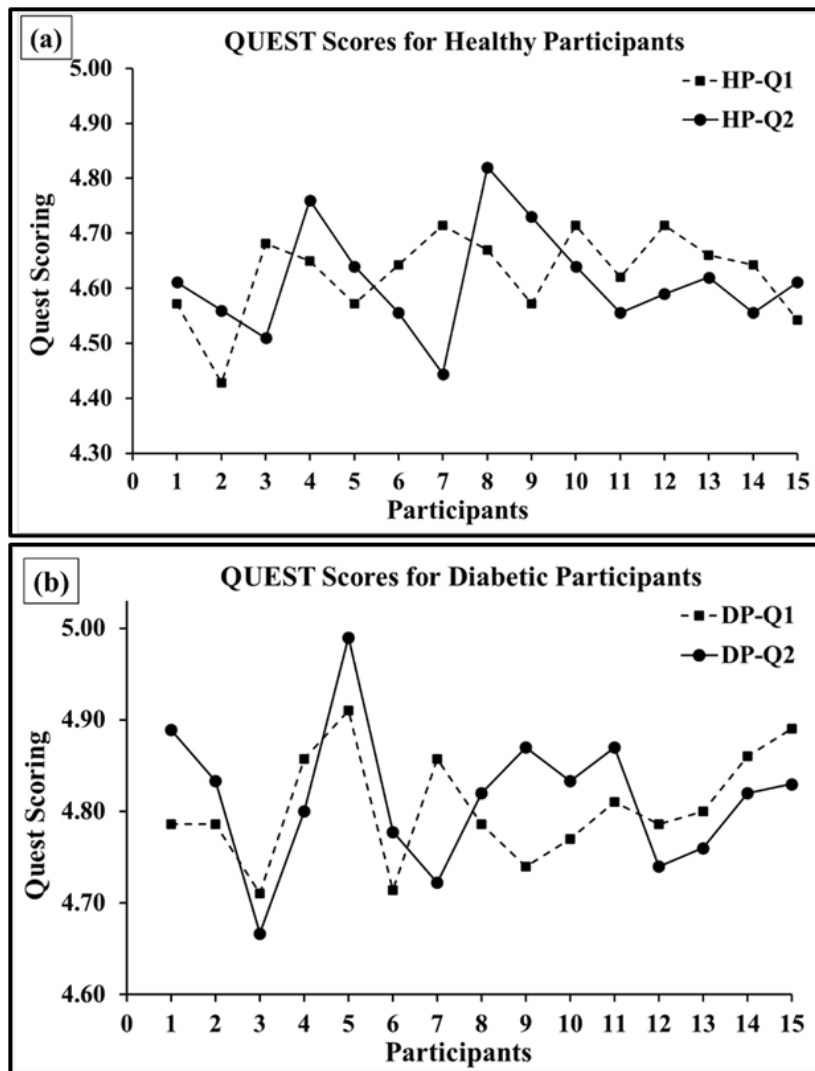 (a)
QUEST Scores for Healthy Participants
HP-Q1
HP-Q2
Quest Scoring
5.00
4.90
4.80
4.70
4.60
4.50
4.40
4.30
0 1 2 3 4 5 6 7 8 9 10 11 12 13 14 15
Participants
(b)
QUEST Scores for Diabetic Participants
DP-Q1
DP-Q2
Quest Scoring
5.00
4.90
4.80
4.70
4.60
0 1 2 3 4 5 6 7 8 9 10 11 12 13 14 15
Participants